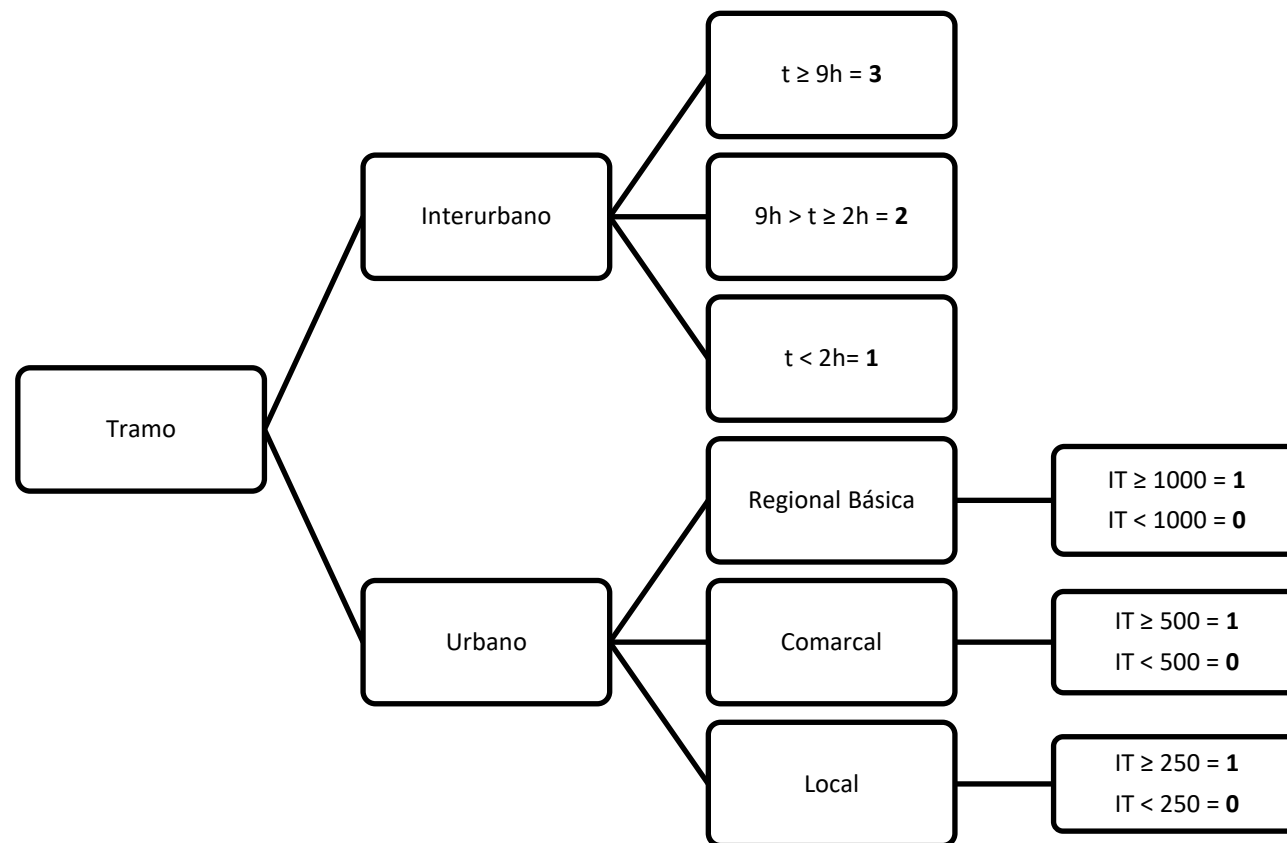 t ≥ 9h = 3
Interurbano
9h > t ≥ 2h = 2
t < 2h= 1
Tramo
Regional Básica
IT ≥ 1000 = 1
IT < 1000 = 0
Urbano
Comarcal
IT ≥ 500 = 1
IT < 500 = 0
Local
IT ≥ 250 = 1
IT < 250 = 0